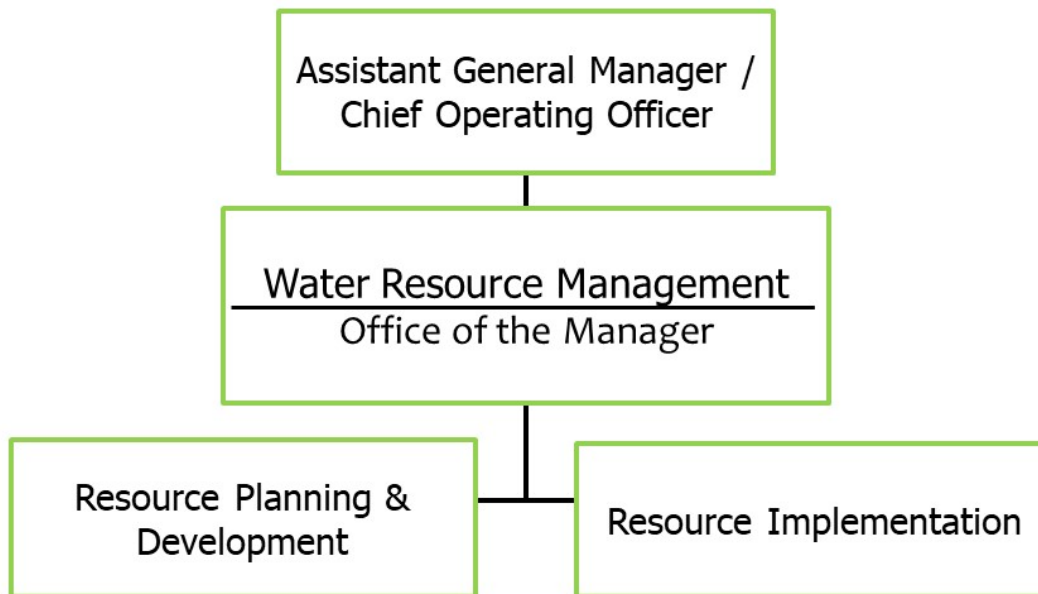 Assistant General Manager /
Chief Operating Officer
Water Resource Management
Office of the Manager
Resource Planning &
Development
Resource Implementation